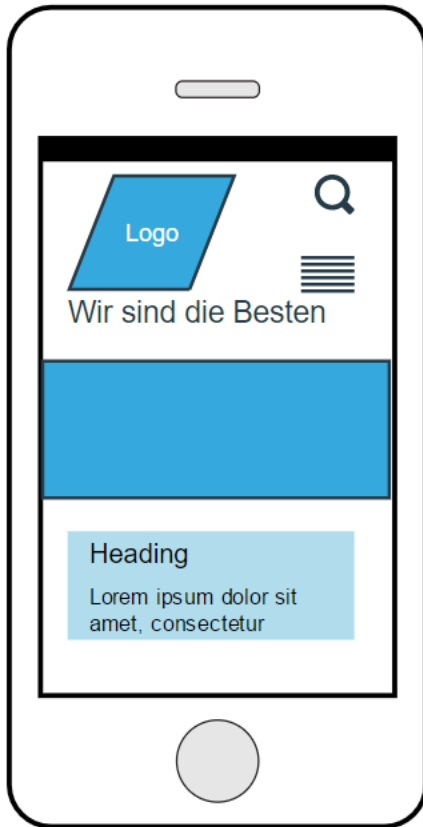 Logo
Wir sind die Besten
Heading
Lorem ipsum dolor sit
amet, consectetur